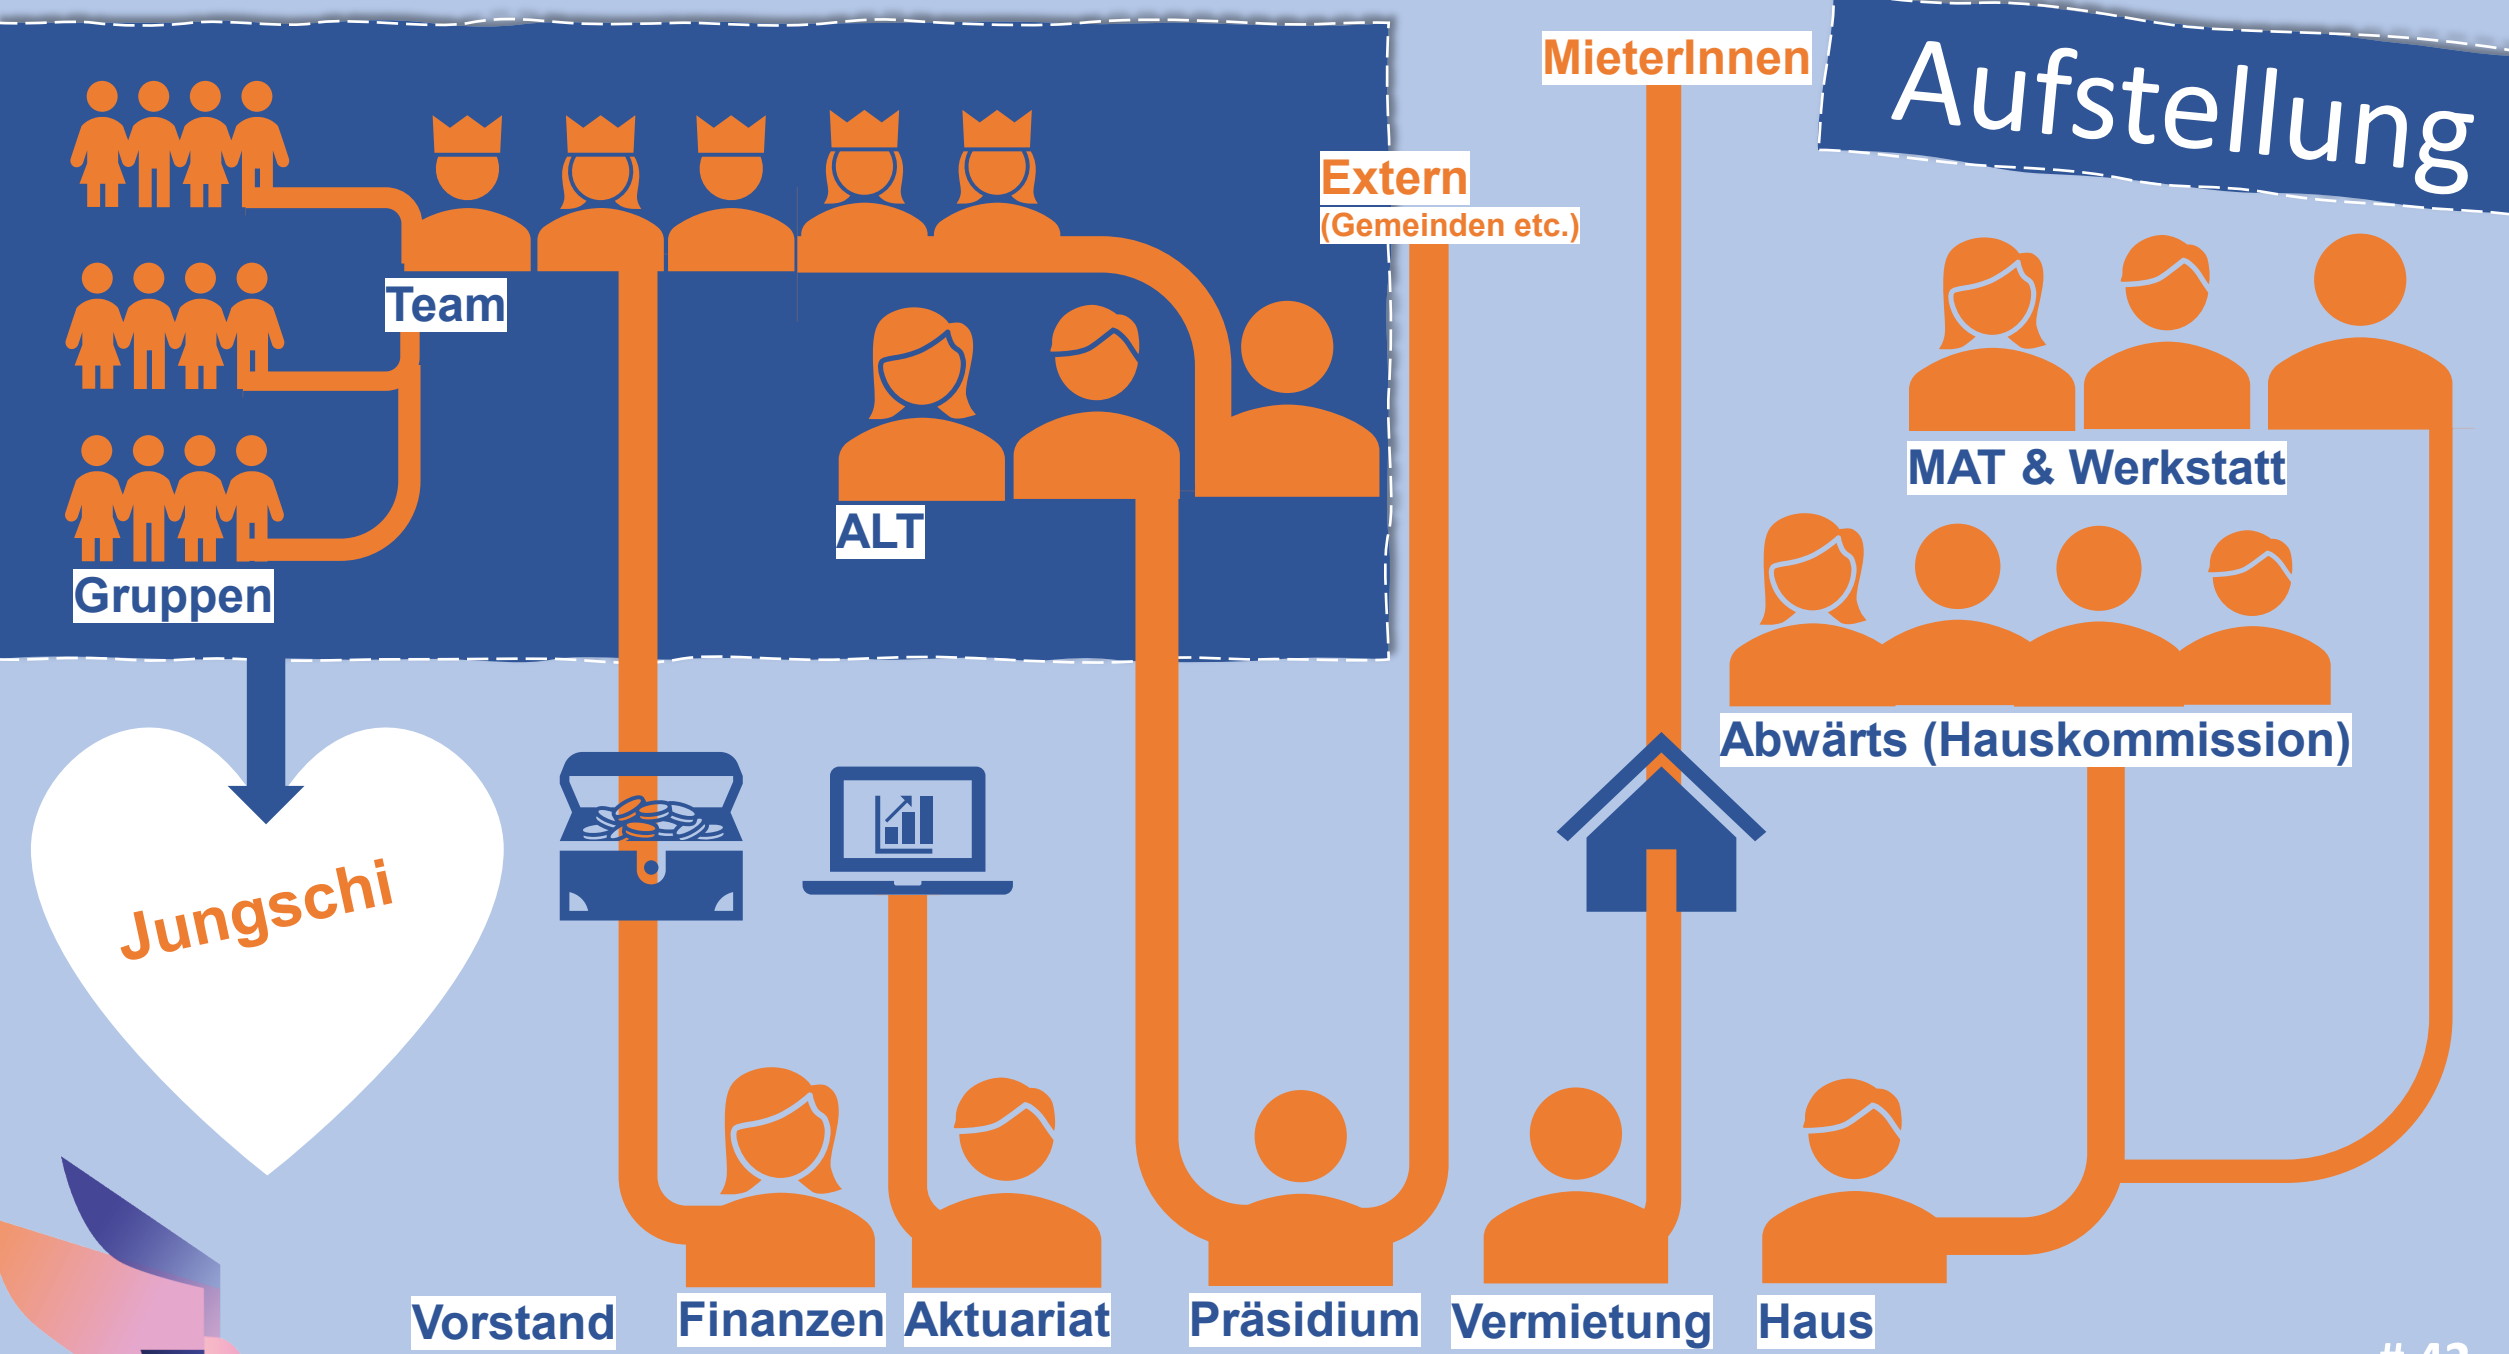 MieterInnen
Aufstellung
Extern
(Gemeinden etc.)
Team
MAT & Werkstatt
ALT
Gruppen
Abwärts (Hauskommission)
Jungschi
Vorstand
Finanzen
Aktuariat
Präsidium
Vermietung
Haus